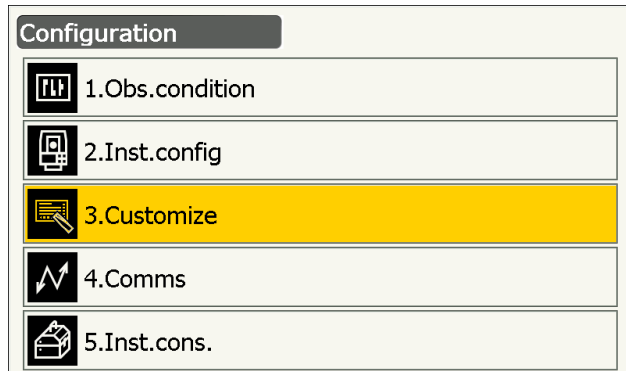 Configuration
1.Obs.condition
2.Inst.config
3.Customize
4.Comms
5.Inst.cons.